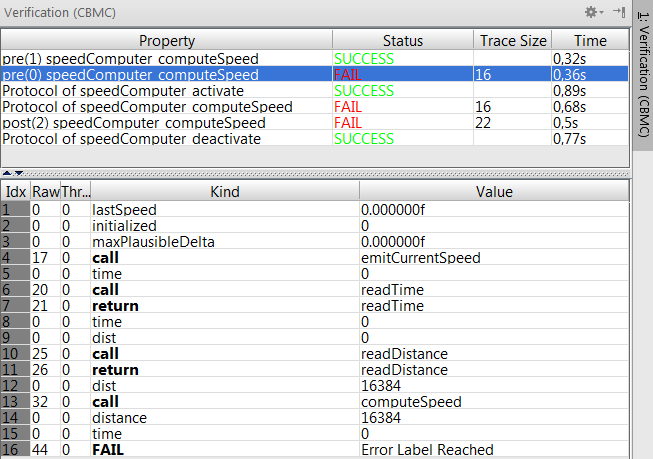 Verification (CBMC)
1: Verification (CBMC)
Property Status Trace Size Time
pre(1) speedComputer computeSpeed SUCCESS 0,32s
pre(0) speedComputer computeSpeed FAIL 16 0,36s
Protocol of speedComputer activate SUCCESS 0,89s
Protocol of speedComputer computeSpeed FAIL 16 0,68s
post(2) speedComputer computeSpeed FAIL 22 0,5s
Protocol of speedComputer deactivate SUCCESS 0,77s
Idx Raw Thr... Kind Value
1 0 0 lastSpeed 0.000000f
2 0 0 initialized 0
3 0 0 maxPlausibleDelta 0.000000f
4 17 0 call emitCurrentSpeed
5 0 0 time 0
6 20 0 call readTime
7 21 0 return readTime
8 0 0 time 0
9 0 0 dist 0
10 25 0 call readDistance
11 26 0 return readDistance
12 0 0 dist 16384
13 32 0 call computeSpeed
14 0 0 distance 16384
15 0 0 time 0
16 44 0 FAIL Error Label Reached